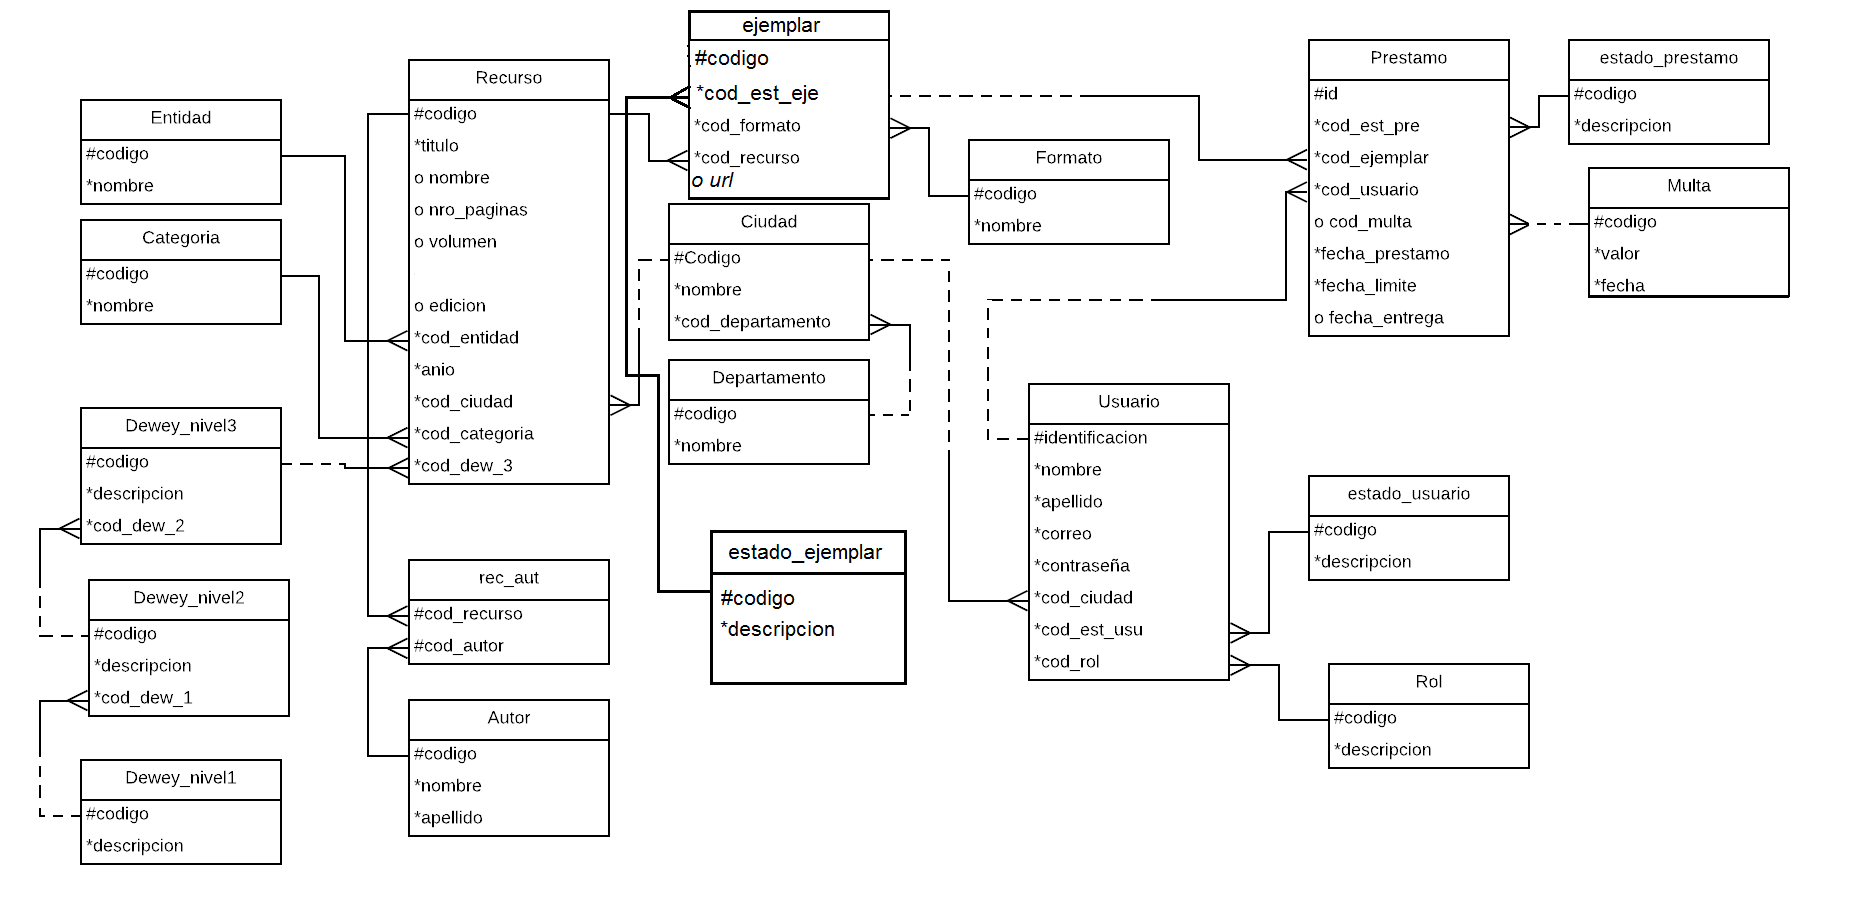 Entidad
#codigo
*nombre
Categoria
#codigo
*nombre
Dewey_nivel3
#codigo
*descripcion
*cod_dew_2
Dewey_nivel2
#codigo
*descripcion
*cod_dew_1
Dewey_nivel1
#codigo
*descripcion
Recurso
#codigo
*titulo
o nombre
o nro_paginas
o volumen
o edicion
*cod_entidad
*anio
*cod_ciudad
*cod_categoria
*cod_dew_3
rec_aut
#cod_recurso
#cod_autor
Autor
#codigo
*nombre
*apellido
ejemplar
#codigo
*cod_est_eje
*cod_formato
*cod_recurso
o url
Ciudad
#Codigo
*nombre
*cod_departamento
Departamento
#codigo
*nombre
estado_ejemplar
#codigo
*descripcion
Formato
#codigo
*nombre
Usuario
#identificacion
*nombre
*apellido
*correo
*contraseña
*cod_ciudad
*cod_est_usu
*cod_rol
Prestamo
#id
*cod_est_pre
*cod_ejemplar
*cod_usuario
o cod_multa
*fecha_prestamo
*fecha_limite
o fecha_entrega
estado_prestamo
#codigo
*descripcion
Multa
#codigo
*valor
*fecha
estado_usuario
#codigo
*descripcion
Rol
#codigo
*descripcion